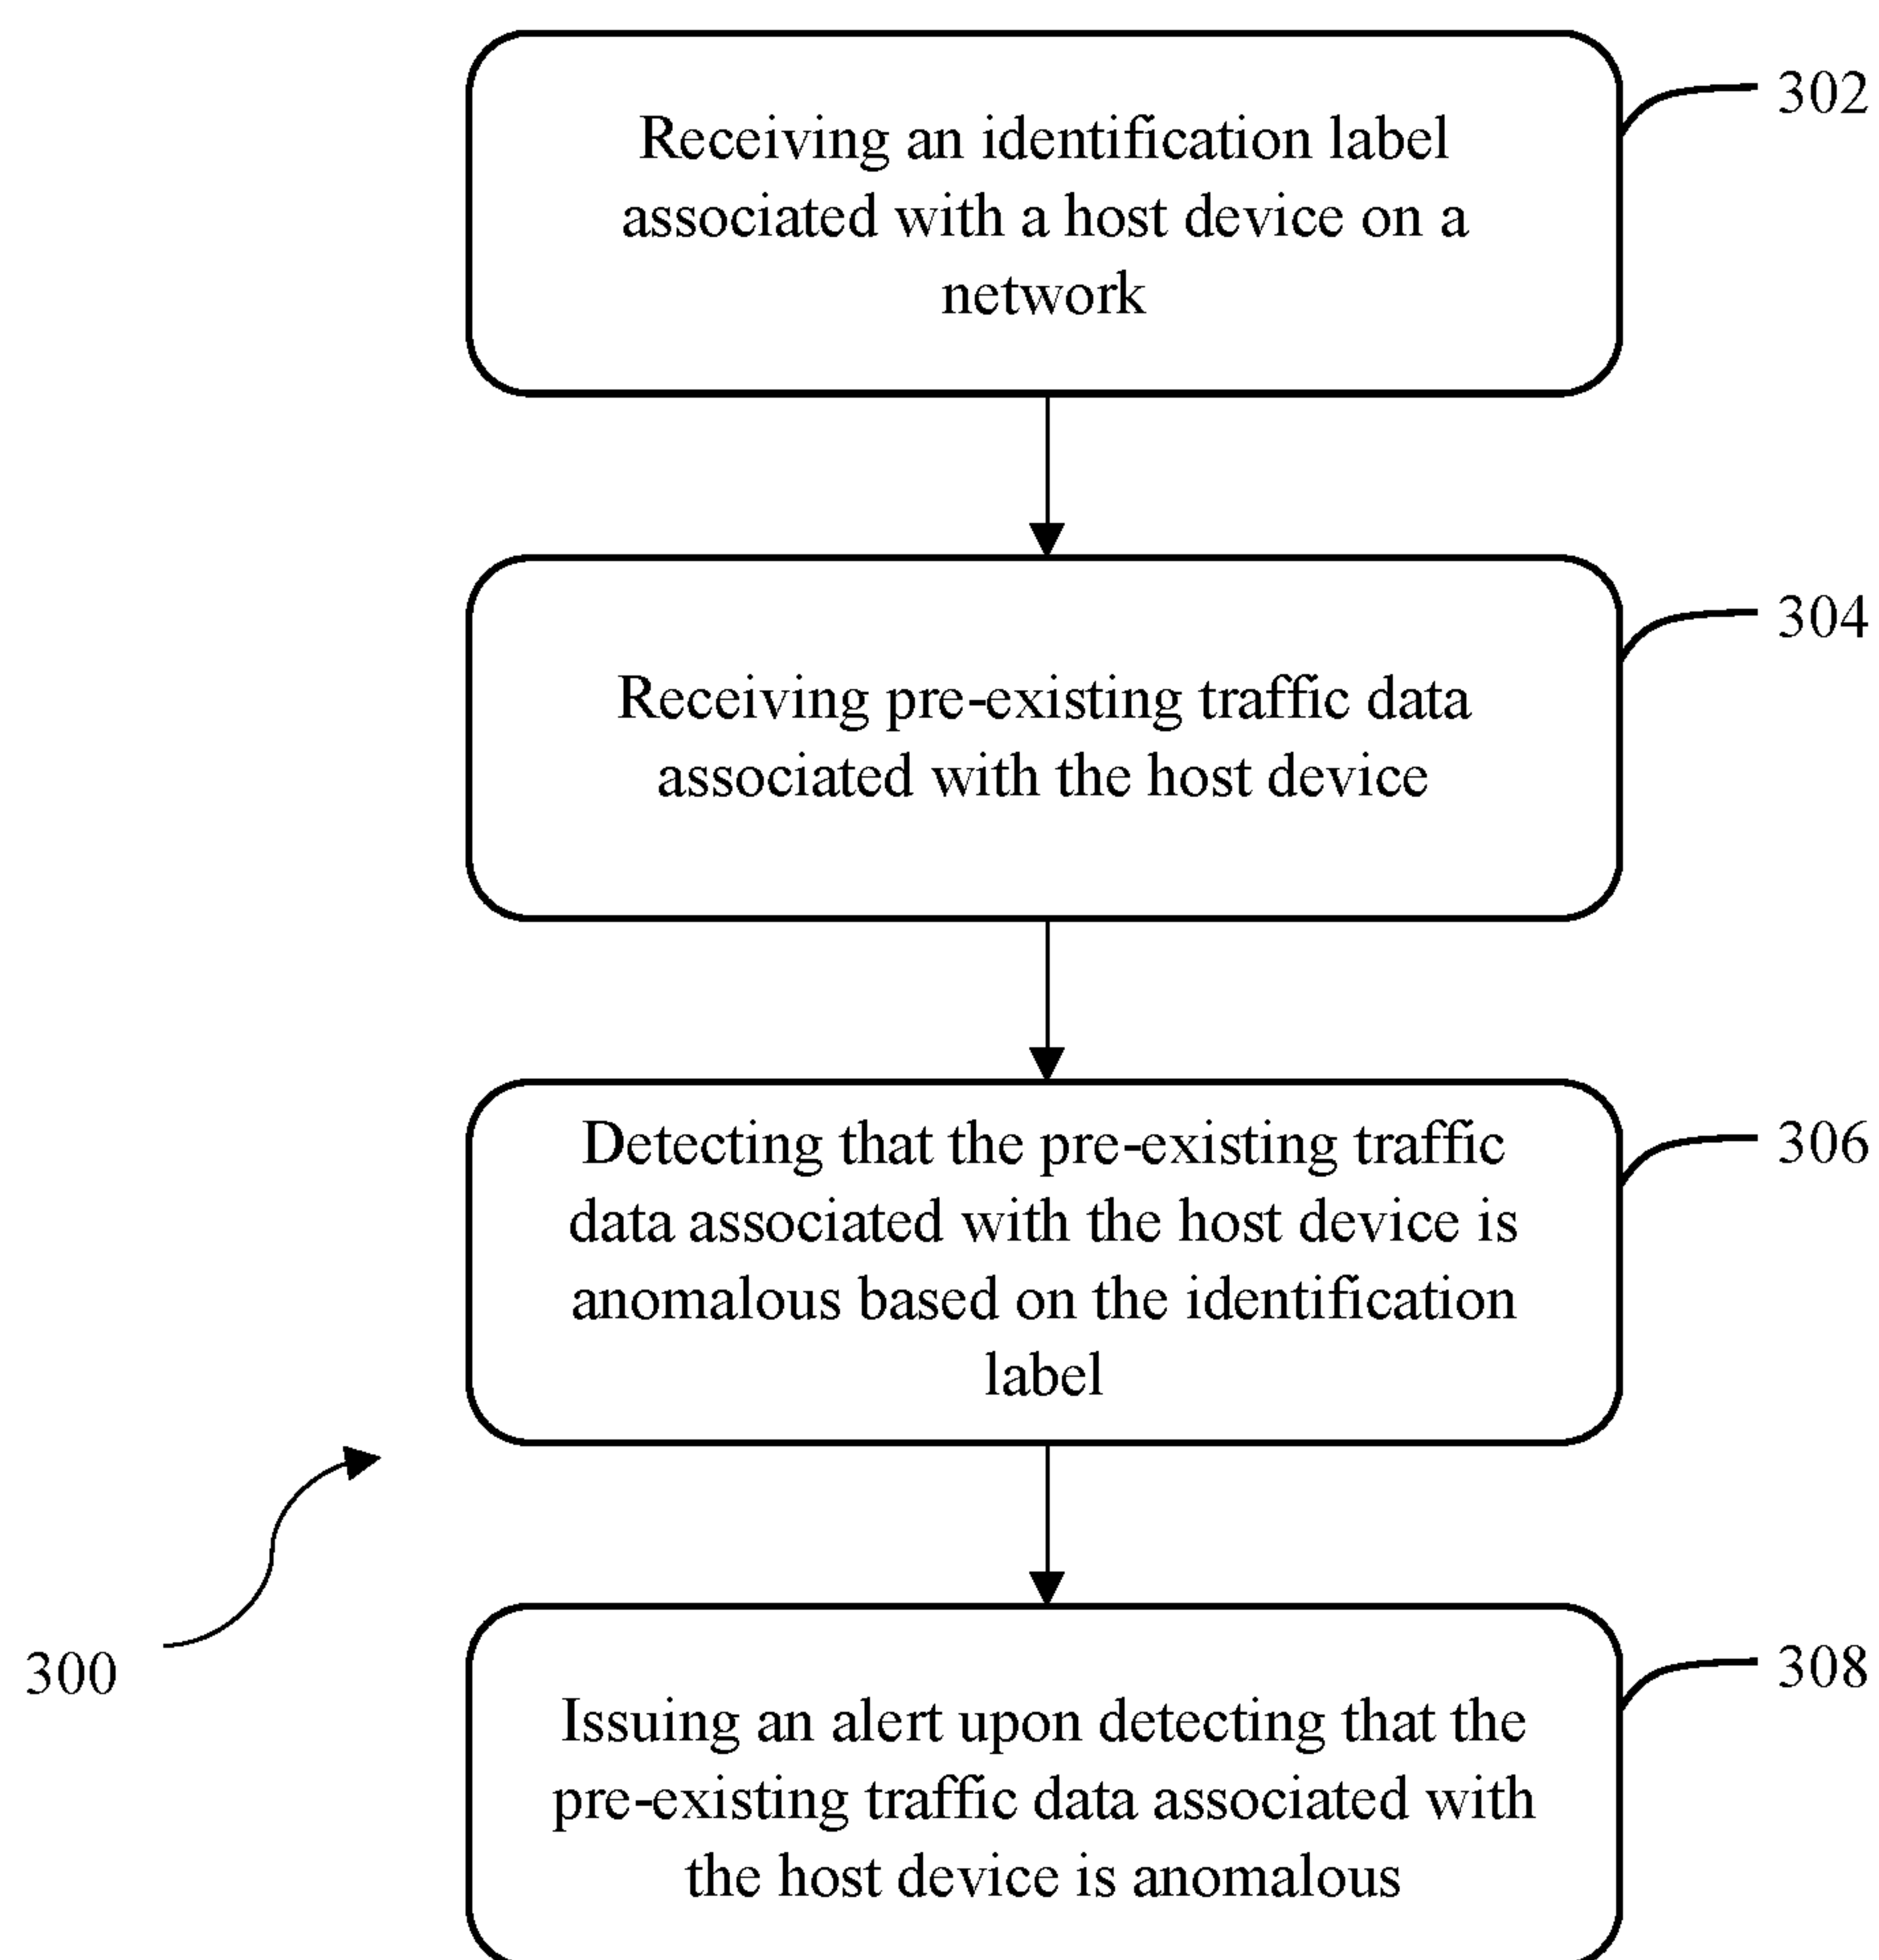 Receiving an identification label
associated with a host device on a
network
302
Receiving pre-existing traffic data
associated with the host device
304
Detecting that the pre-existing traffic
data associated with the host device is
anomalous based on the identification
label
306
300
Issuing an alert upon detecting that the
pre-existing traffic data associated with
the host device is anomalous
308